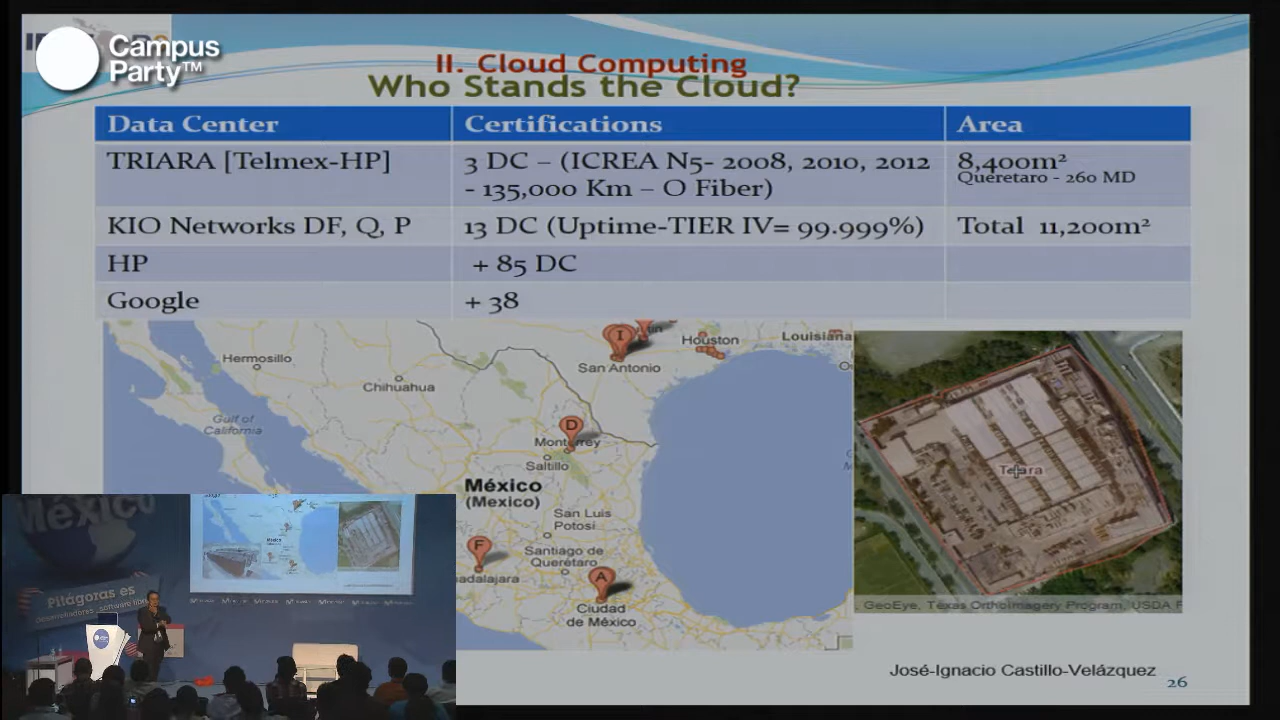 Campus
Party™
II. Cloud Computing
Who Stands the Cloud?
Data Center
Certifications
Area
TRIARA [Telmex-HP]
3 DC – (ICREA N5- 2008, 2010, 2012
- 135,000 Km – O Fiber)
8,400m²
Queretaro - 260 MD
KIO Networks DF, Q, P
13 DC (Uptime-TIER IV= 99.999%)
Total 11,200m²
HP
+ 85 DC
Google
+ 38
I
Houston
Louisiana
San Antonio
Hermosillo
Chihuahua
Gulf of
California
D
Monterrey
Saltillo
México
(Mexico)
San Luis
Potosí
Santiago de
Querétaro
F
adalajara
A
Ciudad
de México
GeoEye, Texas OrthoImagery Program, USDA F
México
Pitágoras es
José-Ignacio Castillo-Velázquez
26